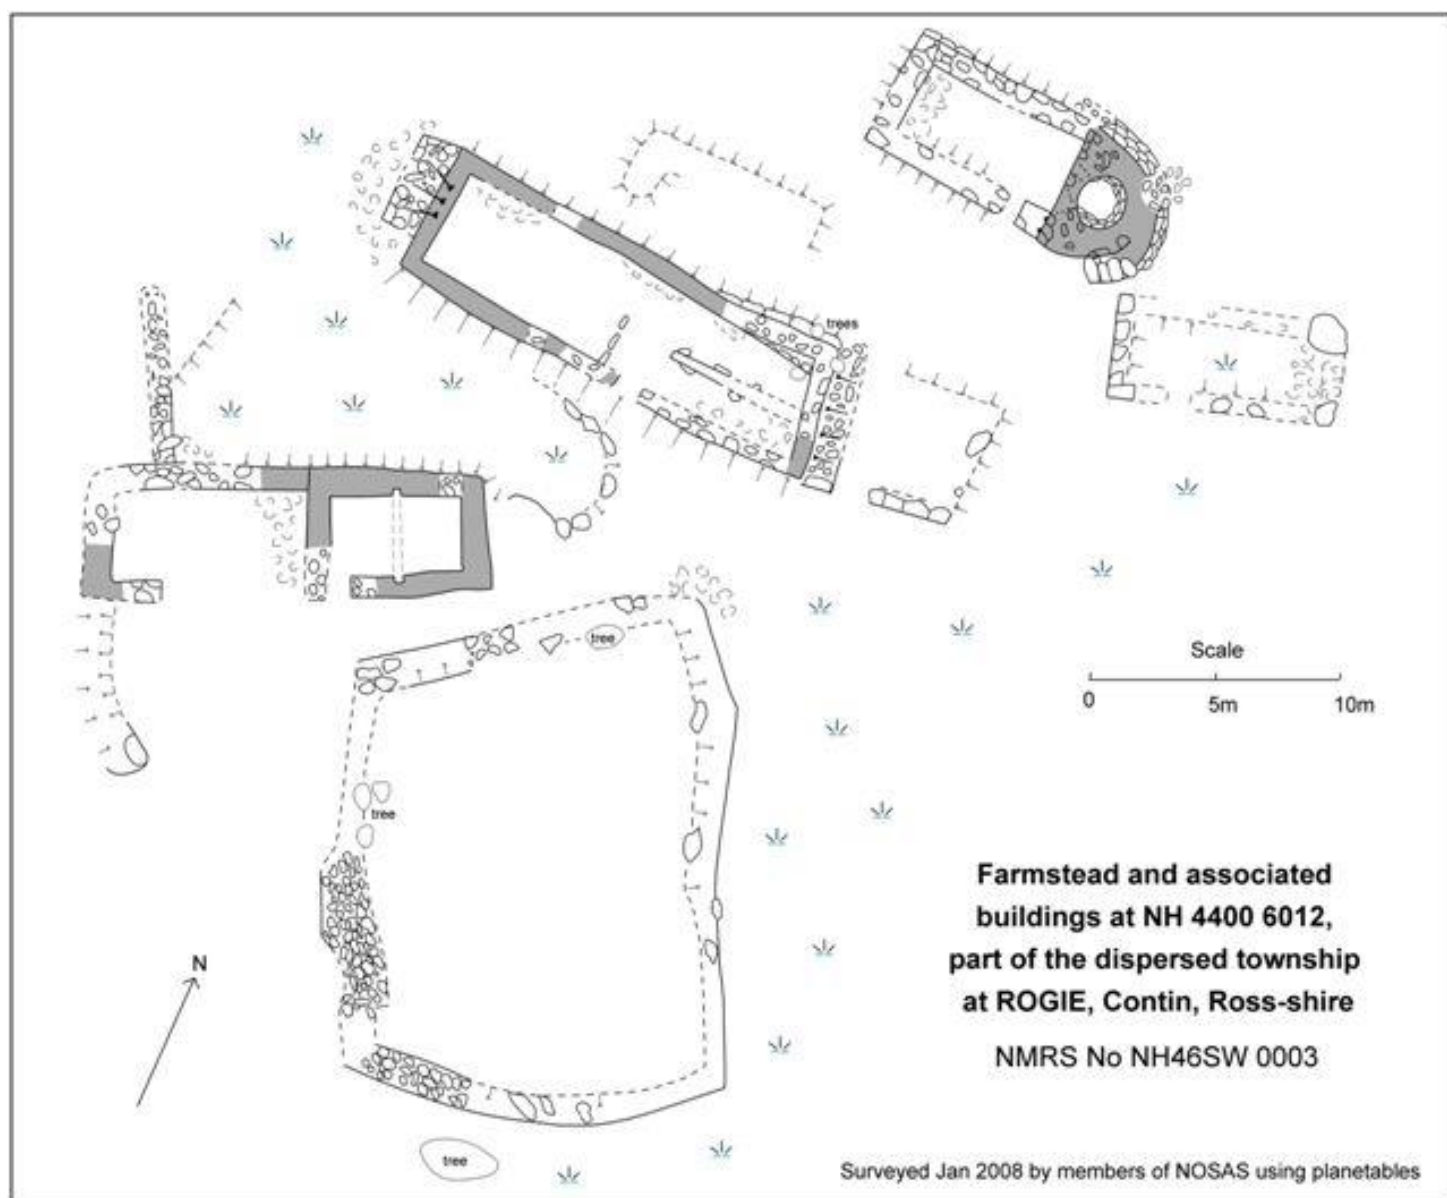 trees
tree
Scale
0 5m 10m
tree
Farmstead and associated
buildings at NH 4400 6012,
part of the dispersed township
at ROGIE, Contin, Ross-shire
NMRS No NH46SW 0003
N
tree
Surveyed Jan 2008 by members of NOSAS using planetables